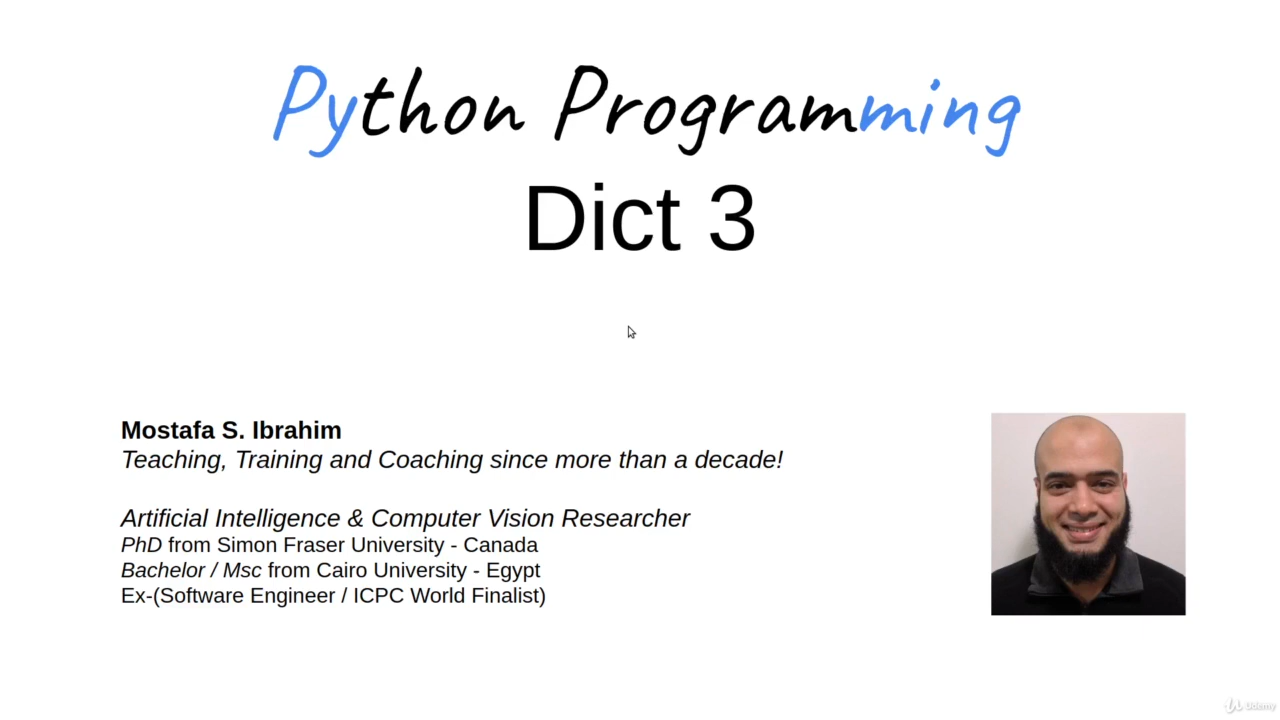 Python Programming
Dict 3
Mostafa S. Ibrahim
Teaching, Training and Coaching since more than a decade!
Artificial Intelligence & Computer Vision Researcher
PhD from Simon Fraser University - Canada
Bachelor / Msc from Cairo University - Egypt
Ex-(Software Engineer / ICPC World Finalist)
Udemy